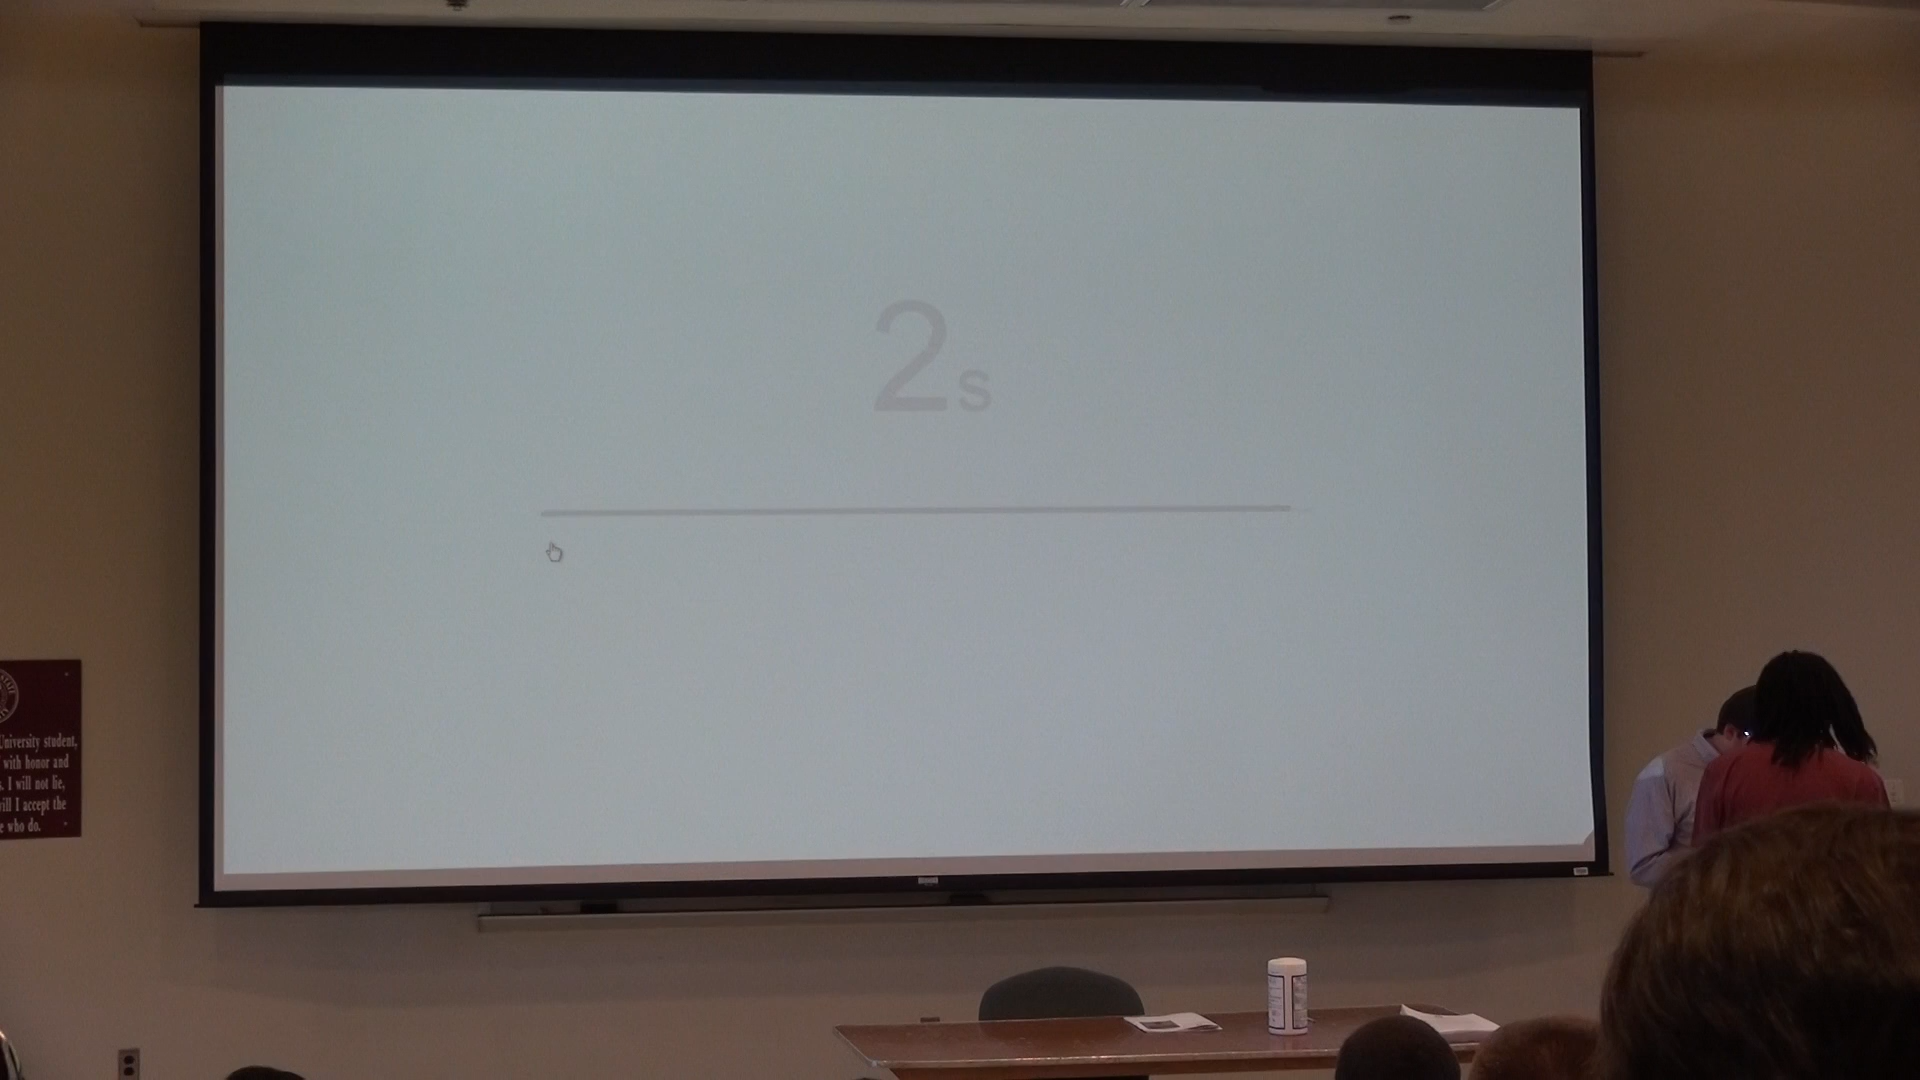 2s
University student,
with honor and
. I will not lie,
will I accept the
e who do.